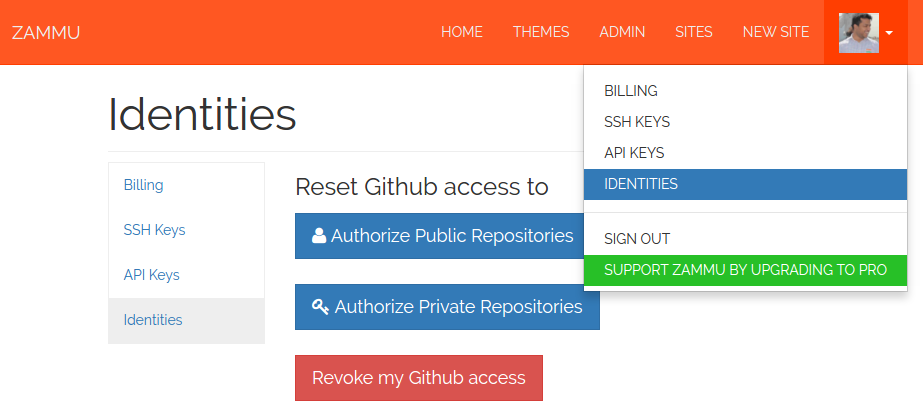 ZAMMU
HOME THEMES ADMIN SITES NEW SITE
BILLING
SSH KEYS
API KEYS
IDENTITIES
SIGN OUT
SUPPORT ZAMMU BY UPGRADING TO PRO
Identities
Billing
SSH Keys
API Keys
Identities
Reset Github access to
Authorize Public Repositories
Authorize Private Repositories
Revoke my Github access